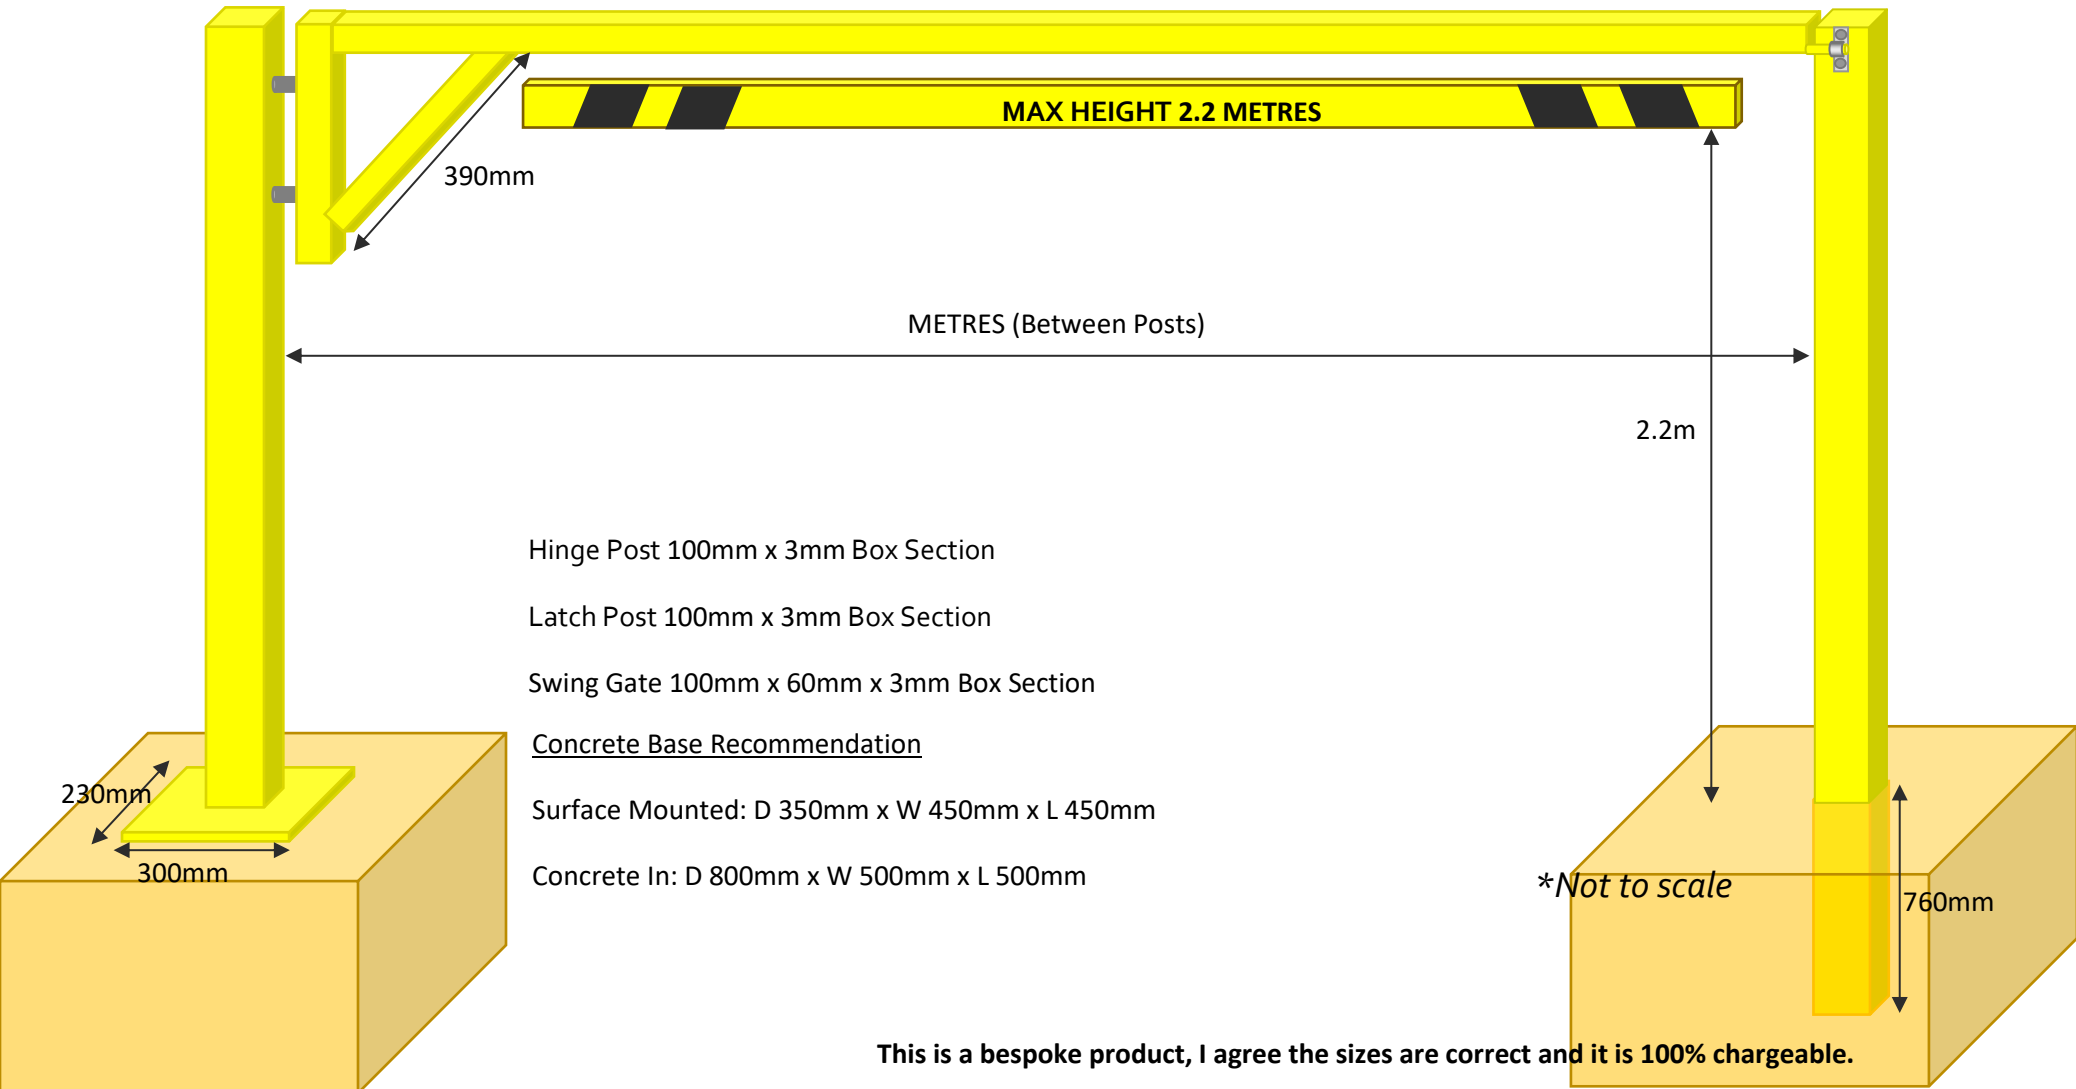 MAX HEIGHT 2.2 METRES
390mm
METRES (Between Posts)
2.2m
Hinge Post 100mm x 3mm Box Section
Latch Post 100mm x 3mm Box Section
Swing Gate 100mm x 60mm x 3mm Box Section
Concrete Base Recommendation
230mm
Surface Mounted: D 350mm x W 450mm x L 450mm
300mm
Concrete In: D 800mm x W 500mm x L 500mm
*Not to scale
760mm
This is a bespoke product, I agree the sizes are correct and it is 100% chargeable.